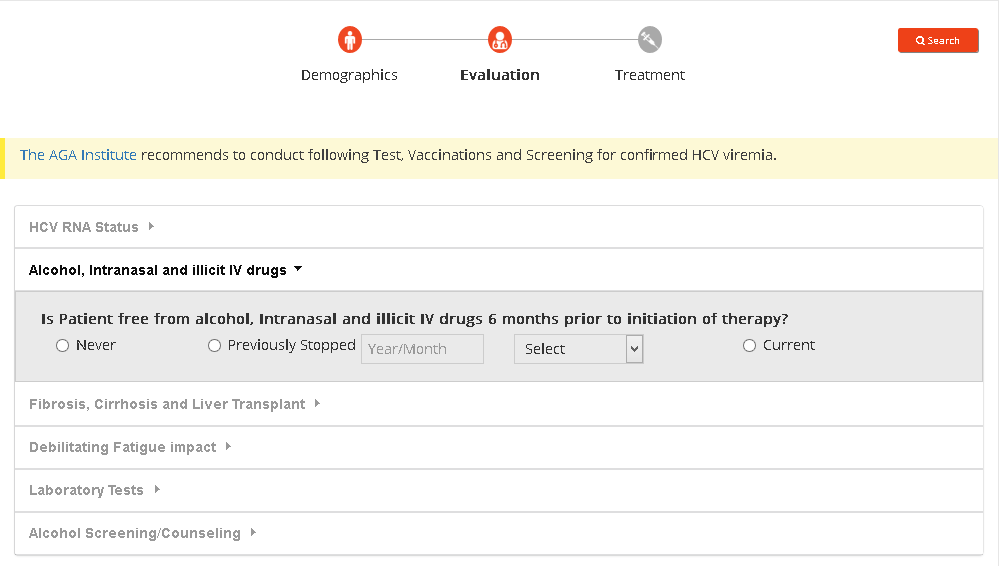 Search
Demographics Evaluation Treatment
The AGA Institute recommends to conduct following Test, Vaccinations and Screening for confirmed HCV viremia.
HCV RNA Status
Alcohol, Intranasal and illicit IV drugs
Is Patient free from alcohol, Intranasal and illicit IV drugs 6 months prior to initiation of therapy?
Never Previously Stopped Year/Month Select Current
Fibrosis, Cirrhosis and Liver Transplant
Debilitating Fatigue impact
Laboratory Tests
Alcohol Screening/Counseling